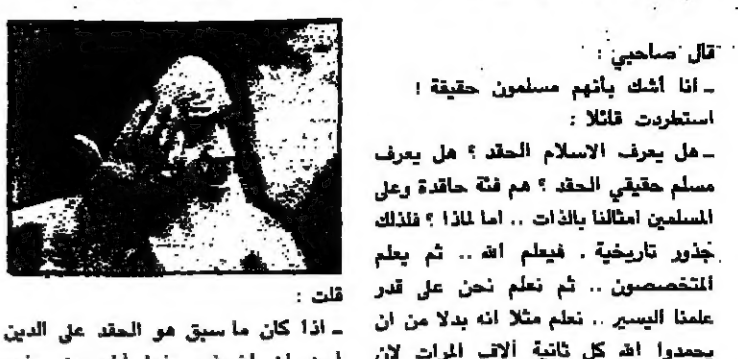 قال صاحبي :
ـ انا أشك بأنهم مسلمون حقيقة !
استطردت قائلا :
ـ هل يعرف الاسلام الحقد ؟ هل يعرف
مسلم حقيقي الحقد ؟ هم فئة حاقدة وعلى
المسلمين امثالنا بالذات .. اما لماذا ؟ فلذلك
جذور تاريخية . فيعلم الله .. ثم يعلم
المتخصصون .. ثم نعلم نحن على قدر
علمنا اليسير .. نعلم مثلا انه بدلا من ان
يحمدوا الله كل ثانية آلاف المرات لان
قلت :
ـ اذا كان ما سبق هو الحقد على الدين